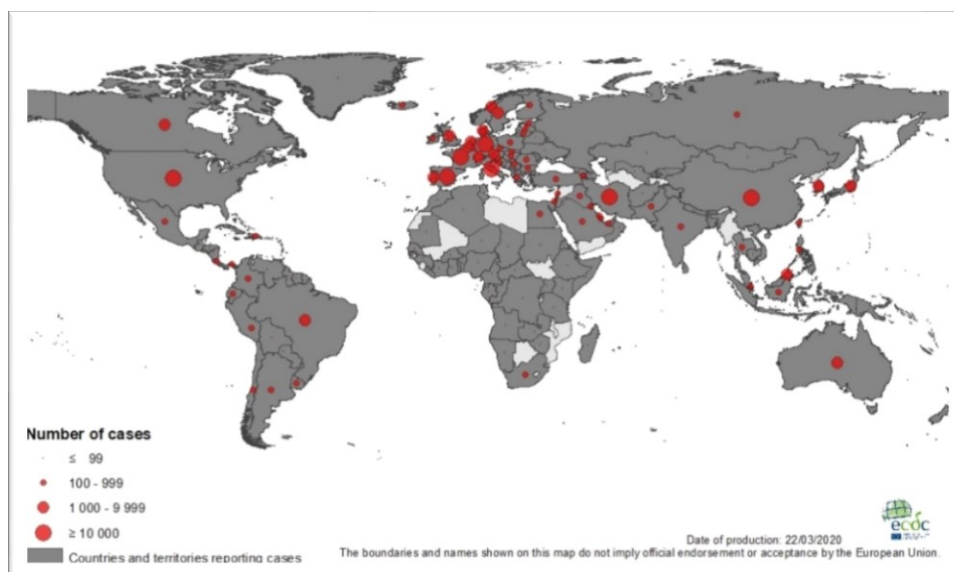 Number of cases
≤ 99
100 - 999
1 000 - 9 999
≥ 10 000
Countries and territories reporting cases
ecdc
Date of production: 22/03/2020
The boundaries and names shown on this map do not imply official endorsement or acceptance by the European Union.